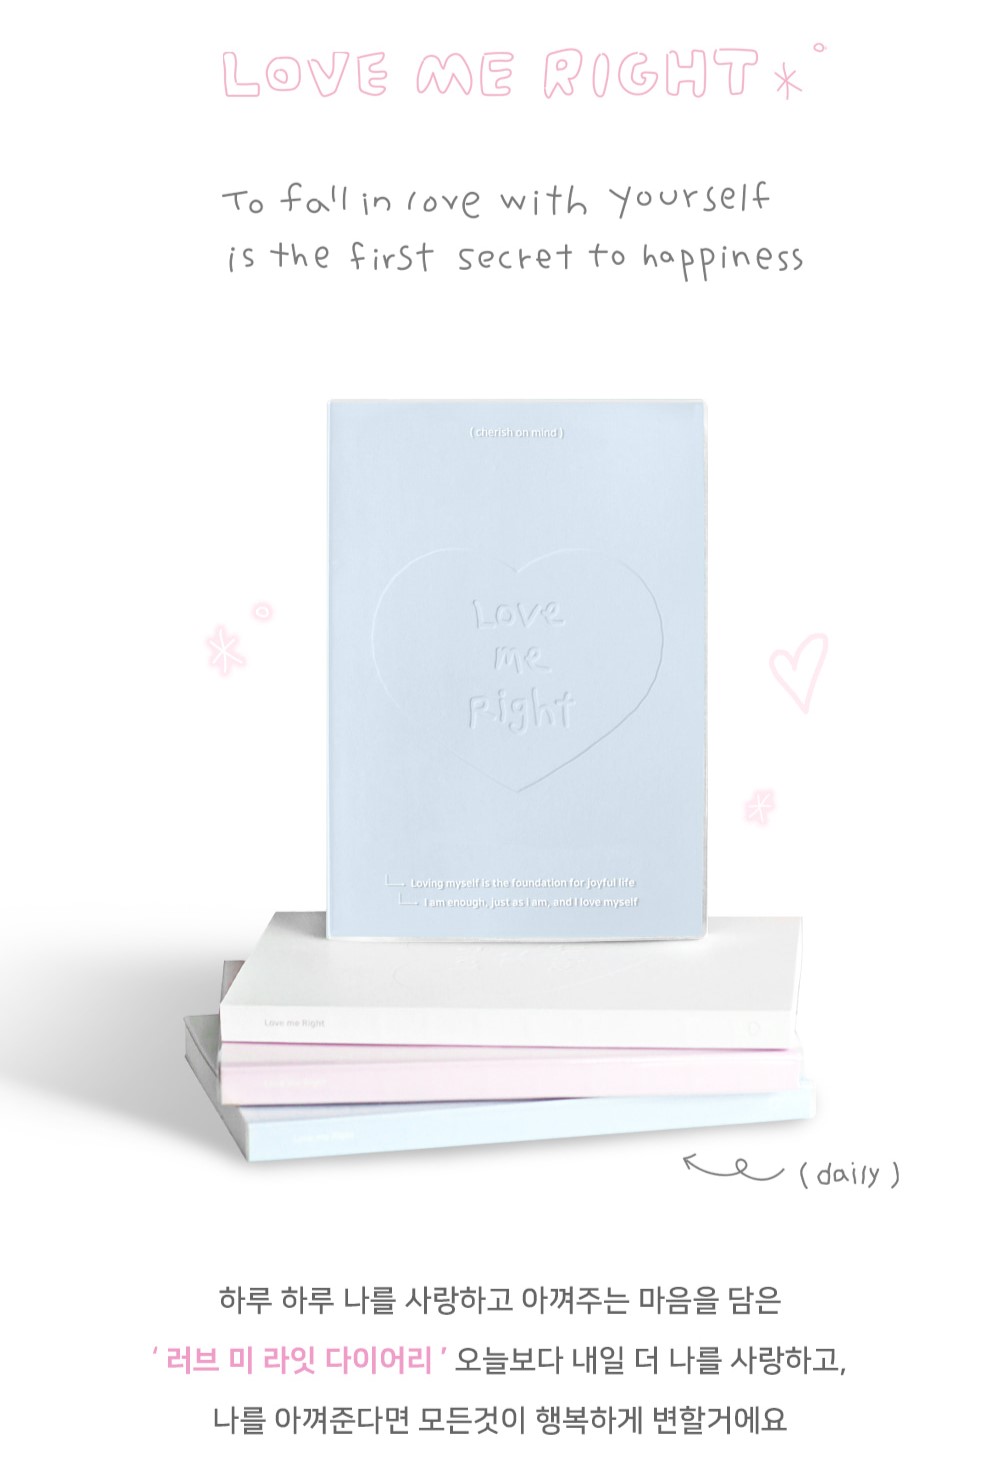 LOVE ME RIGHT
To fall in love with yourself
is the first secret to happiness
( cherish on mind )
Love
me
Right
Loving myself is the foundation for joyful life
I am enough, just as i am, and I love myself
Love me Right
( daily )
하루 하루 나를 사랑하고 아껴주는 마음을 담은
‘ 러브 미 라잇 다이어리 ’ 오늘보다 내일 더 나를 사랑하고,
나를 아껴준다면 모든것이 행복하게 변할거에요